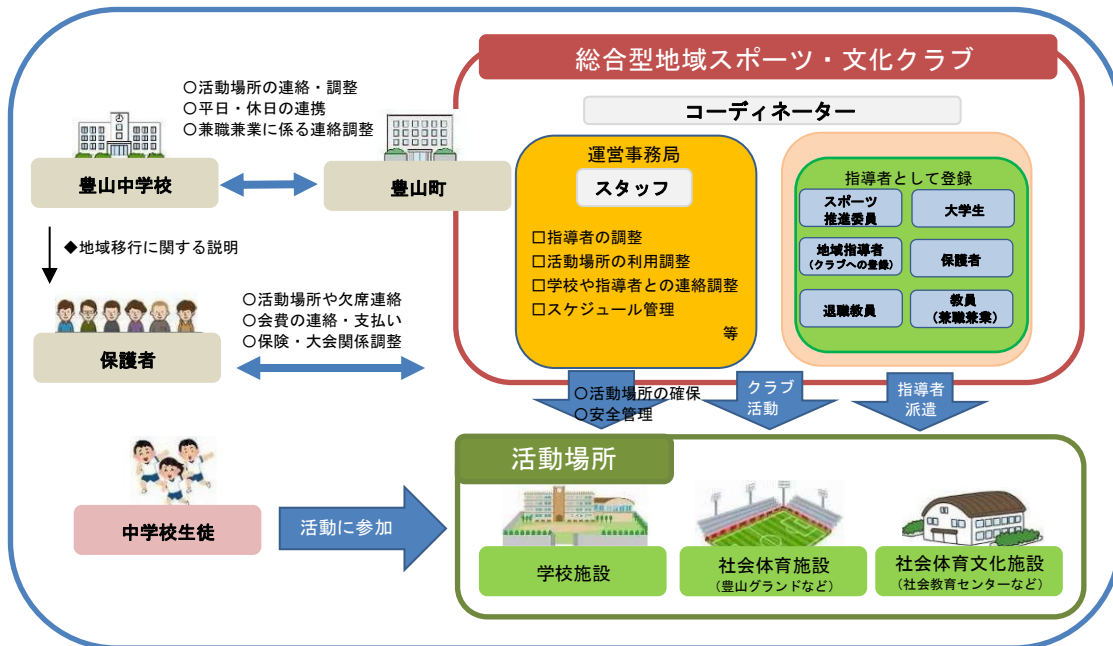 総合型地域スポーツ・文化クラブ
〇活動場所の連絡・調整
〇平日・休日の連携
〇兼職兼業に係る連絡調整
豊山中学校
豊山町
コーディネーター
運営事務局
スタッフ
□指導者の調整
□活動場所の利用調整
□学校や指導者との連絡調整
□スケジュール管理
等
指導者として登録
スポーツ
推進委員
大学生
地域指導者
(クラブへの登録)
保護者
退職教員
教員
(兼職兼業)
◆地域移行に関する説明
保護者
〇活動場所や欠席連絡
〇会費の連絡・支払い
〇保険・大会関係調整
〇活動場所の確保
〇安全管理
クラブ
活動
指導者
派遣
中学校生徒
活動に参加
活動場所
学校施設
社会体育施設
(豊山グランドなど)
社会体育文化施設
(社会教育センターなど)